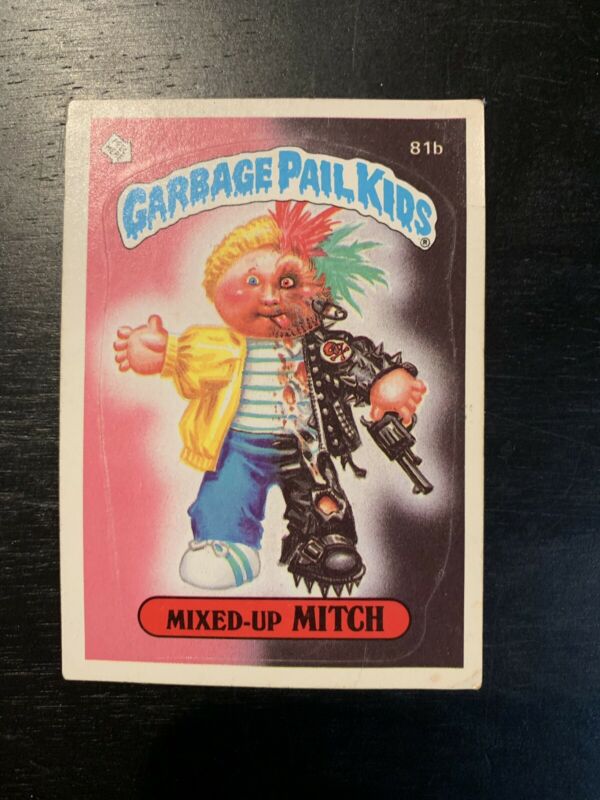 81b
GARBAGE PAIL KIDS®
MIXED-UP MITCH